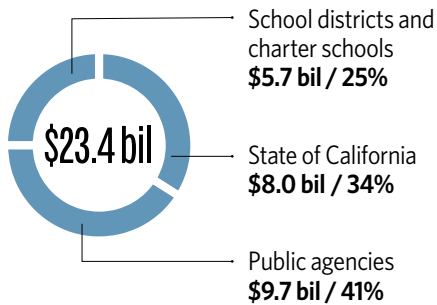 School districts and
charter schools
$5.7 bil / 25%
$23.4 bil
State of California
$8.0 bil / 34%
Public agencies
$9.7 bil / 41%